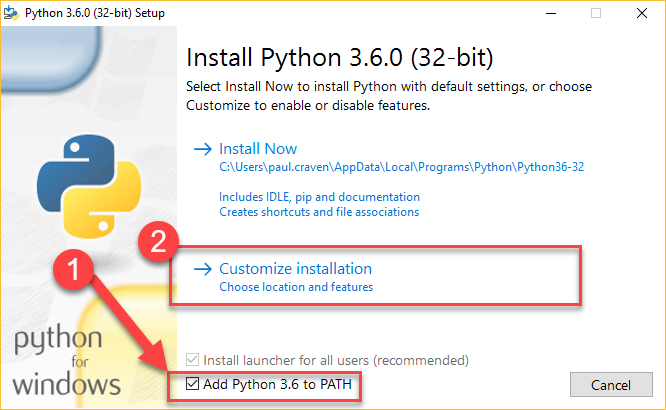 Python 3.6.0 (32-bit) Setup
Install Python 3.6.0 (32-bit)
Select Install Now to install Python with default settings, or choose
Customize to enable or disable features.
Install Now
C:\Users\paul.craven\AppData\Local\Programs\Python\Python36-32
Includes IDLE, pip and documentation
Creates shortcuts and file associations
2
Customize installation
Choose location and features
1
python
for
windows
Install launcher for all users (recommended)
Add Python 3.6 to PATH
Cancel